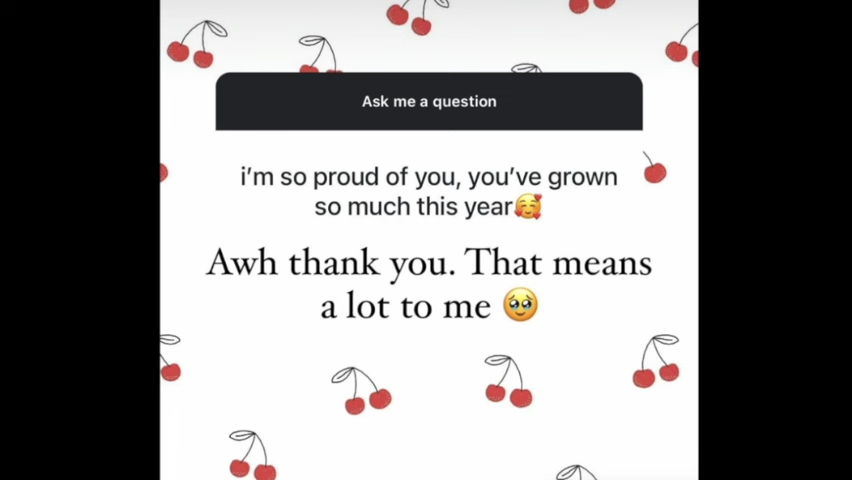 Ask me a question
i’m so proud of you, you’ve grown
so much this year🥰
Awh thank you. That means
a lot to me 🥹